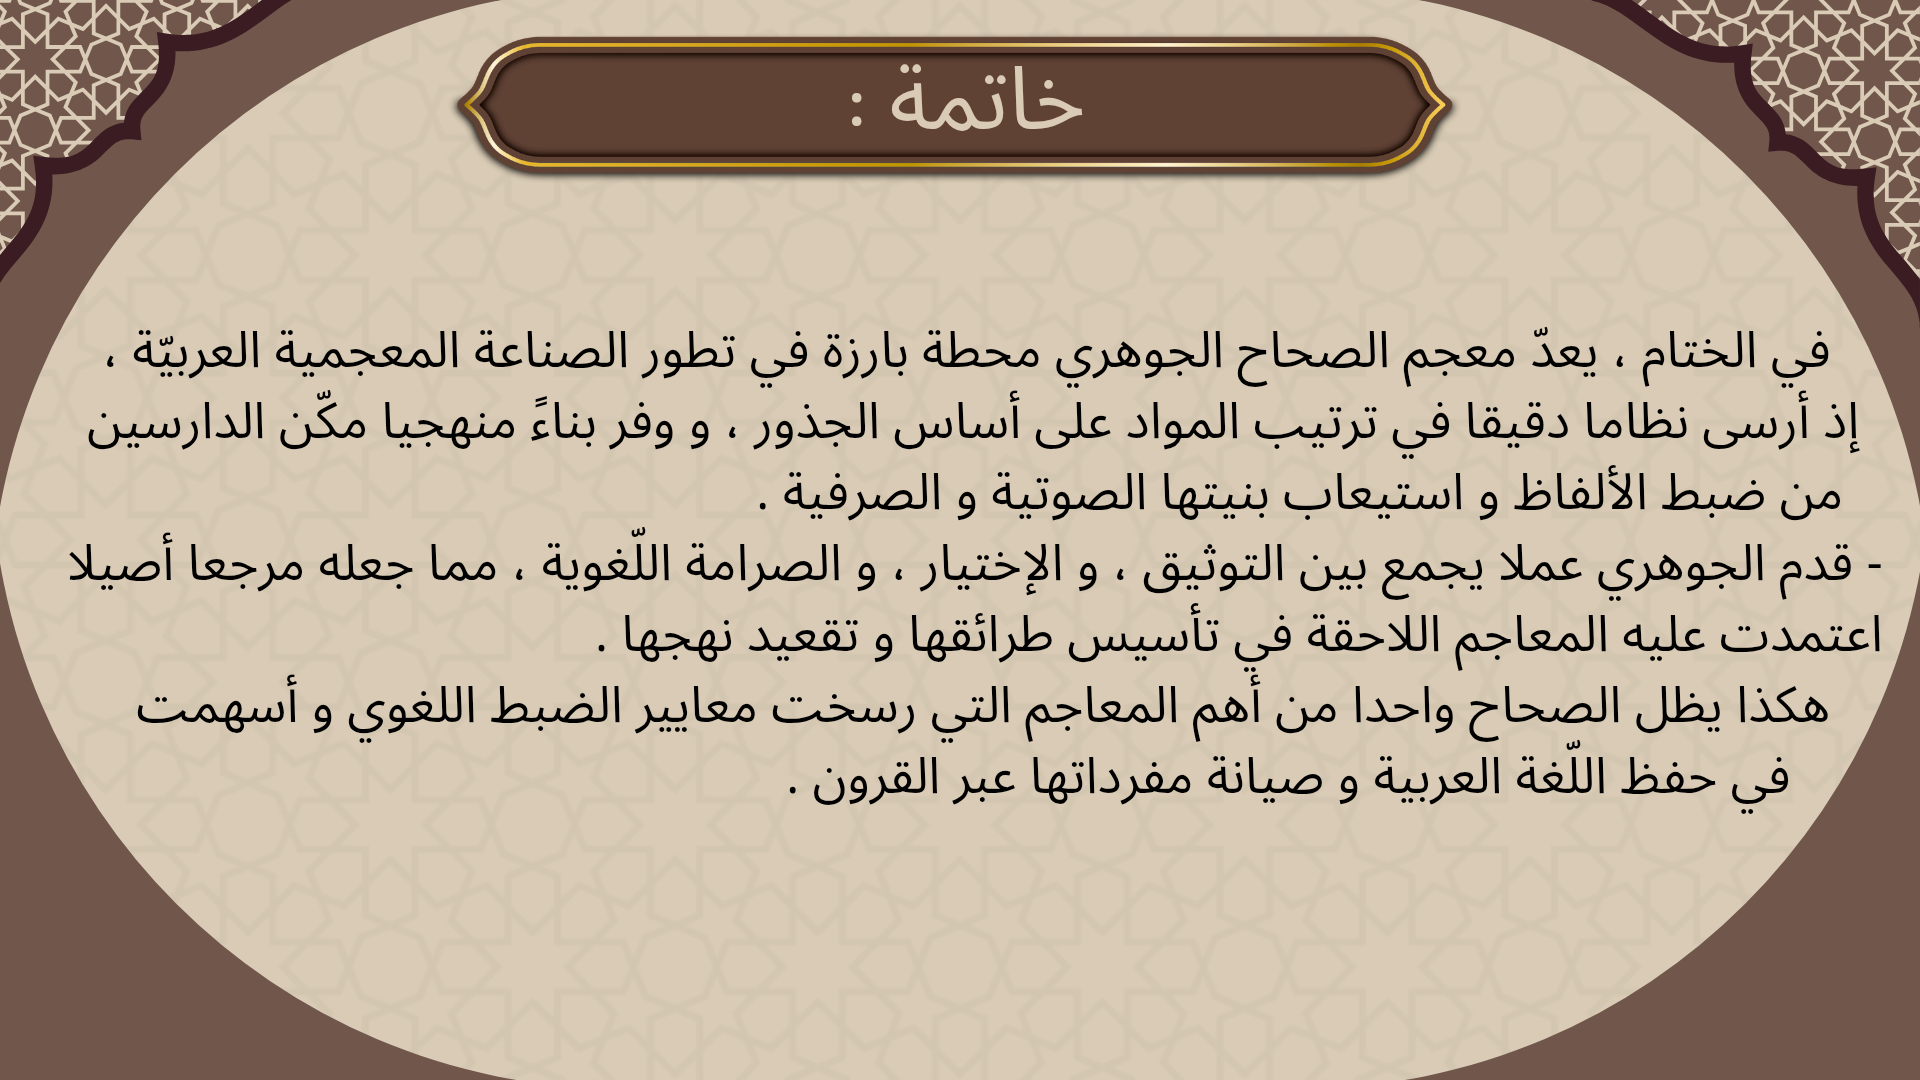 خاتمة :
في الختام ، يعدّ معجم الصحاح الجوهري محطة بارزة في تطور الصناعة المعجمية العربيّة ،
إذ أرسى نظاما دقيقا في ترتيب المواد على أساس الجذور ، و وفر بناءً منهجيا مكّن الدارسين
من ضبط الألفاظ و استيعاب بنيتها الصوتية و الصرفية .
- قدم الجوهري عملا يجمع بين التوثيق ، و الإختيار ، و الصرامة اللّغوية ، مما جعله مرجعا أصيلا
اعتمدت عليه المعاجم اللاحقة في تأسيس طرائقها و تقعيد نهجها .
هكذا يظل الصحاح واحدا من أهم المعاجم التي رسخت معايير الضبط اللغوي و أسهمت
في حفظ اللّغة العربية و صيانة مفرداتها عبر القرون .